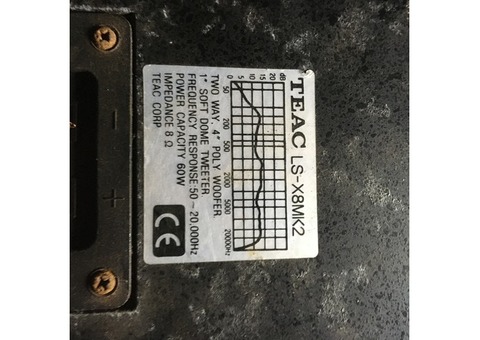 TEAC LS-X8MK2
dB
20
15
10
5
0
50 200 500 2000 5000 20000Hz
TWO WAY. 4" POLY WOOFER
1" SOFT DOME TWEETER
FREQUENCY RESPONSE 50 ~ 20,000Hz
POWER CAPACITY 60W
IMPEDANCE 8 Ω
TEAC CORP
CE
+